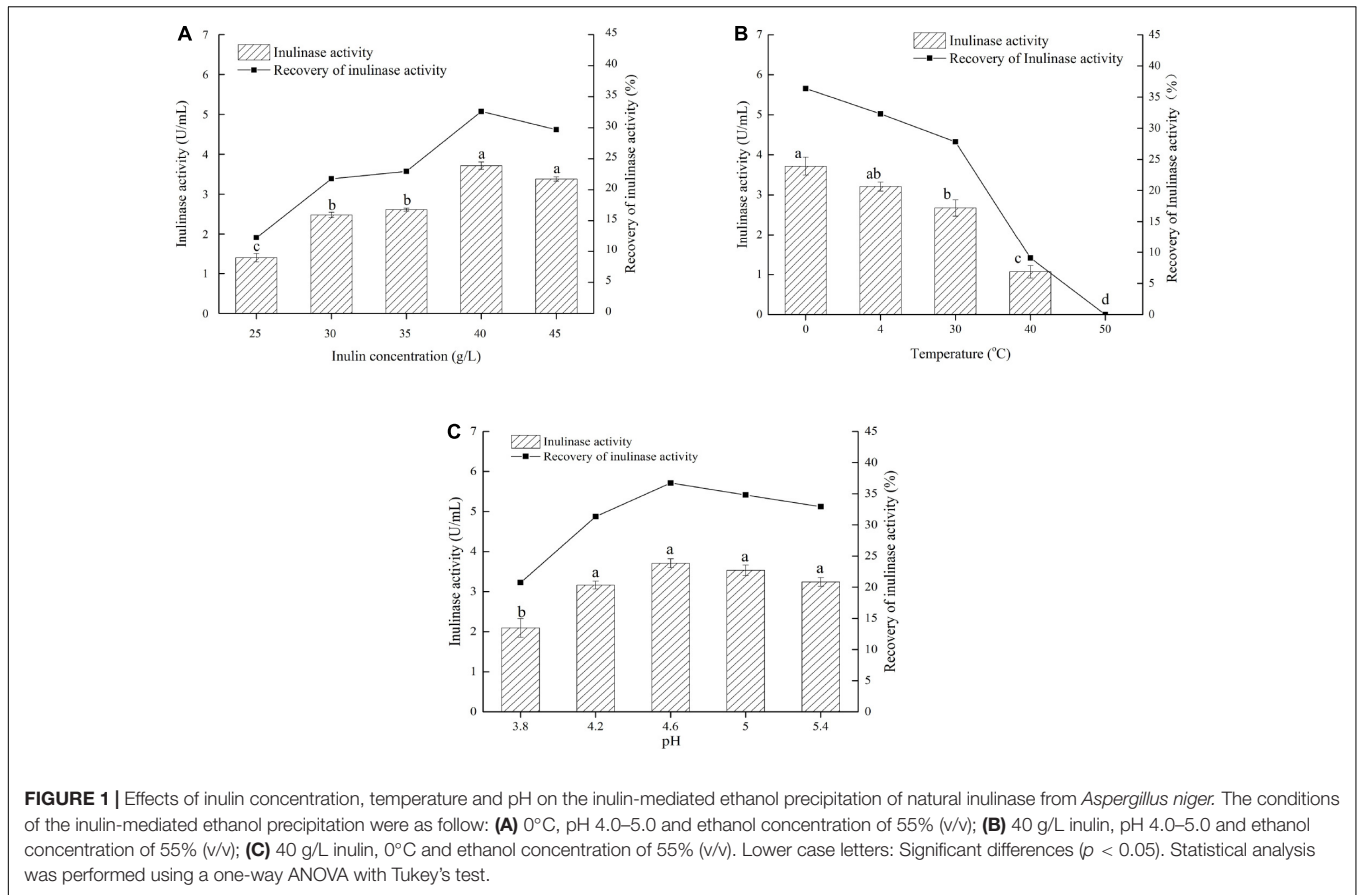 A
Inulinase activity
Recovery of inulinase activity
7
6
5
4
3
2
1
0
Inulinase activity (U/mL)
45
40
35
30
25
20
15
10
5
0
Recovery of inulinase activity (%)
c
b
b
a
a
25 30 35 40 45
Inulin concentration (g/L)
B
Inulinase activity
Recovery of Inulinase activity
7
6
5
4
3
2
1
0
Inulinase activity (U/mL)
45
40
35
30
25
20
15
10
5
0
Recovery of Inulinase activity (%)
a
ab
b
c
d
0 4 30 40 50
Temperature (°C)
C
Inulinase activity
Recovery of inulinase activity
7
6
5
4
3
2
1
0
Inulinase activity (U/mL)
45
40
35
30
25
20
15
10
5
0
Recovery of inulinase activity (%)
b
a
a
a
a
3.8 4.2 4.6 5 5.4
pH
FIGURE 1 | Effects of inulin concentration, temperature and pH on the inulin-mediated ethanol precipitation of natural inulinase from Aspergillus niger. The conditions
of the inulin-mediated ethanol precipitation were as follow: (A) 0°C, pH 4.0–5.0 and ethanol concentration of 55% (v/v); (B) 40 g/L inulin, pH 4.0–5.0 and ethanol
concentration of 55% (v/v); (C) 40 g/L inulin, 0°C and ethanol concentration of 55% (v/v). Lower case letters: Significant differences (p < 0.05). Statistical analysis
was performed using a one-way ANOVA with Tukey's test.